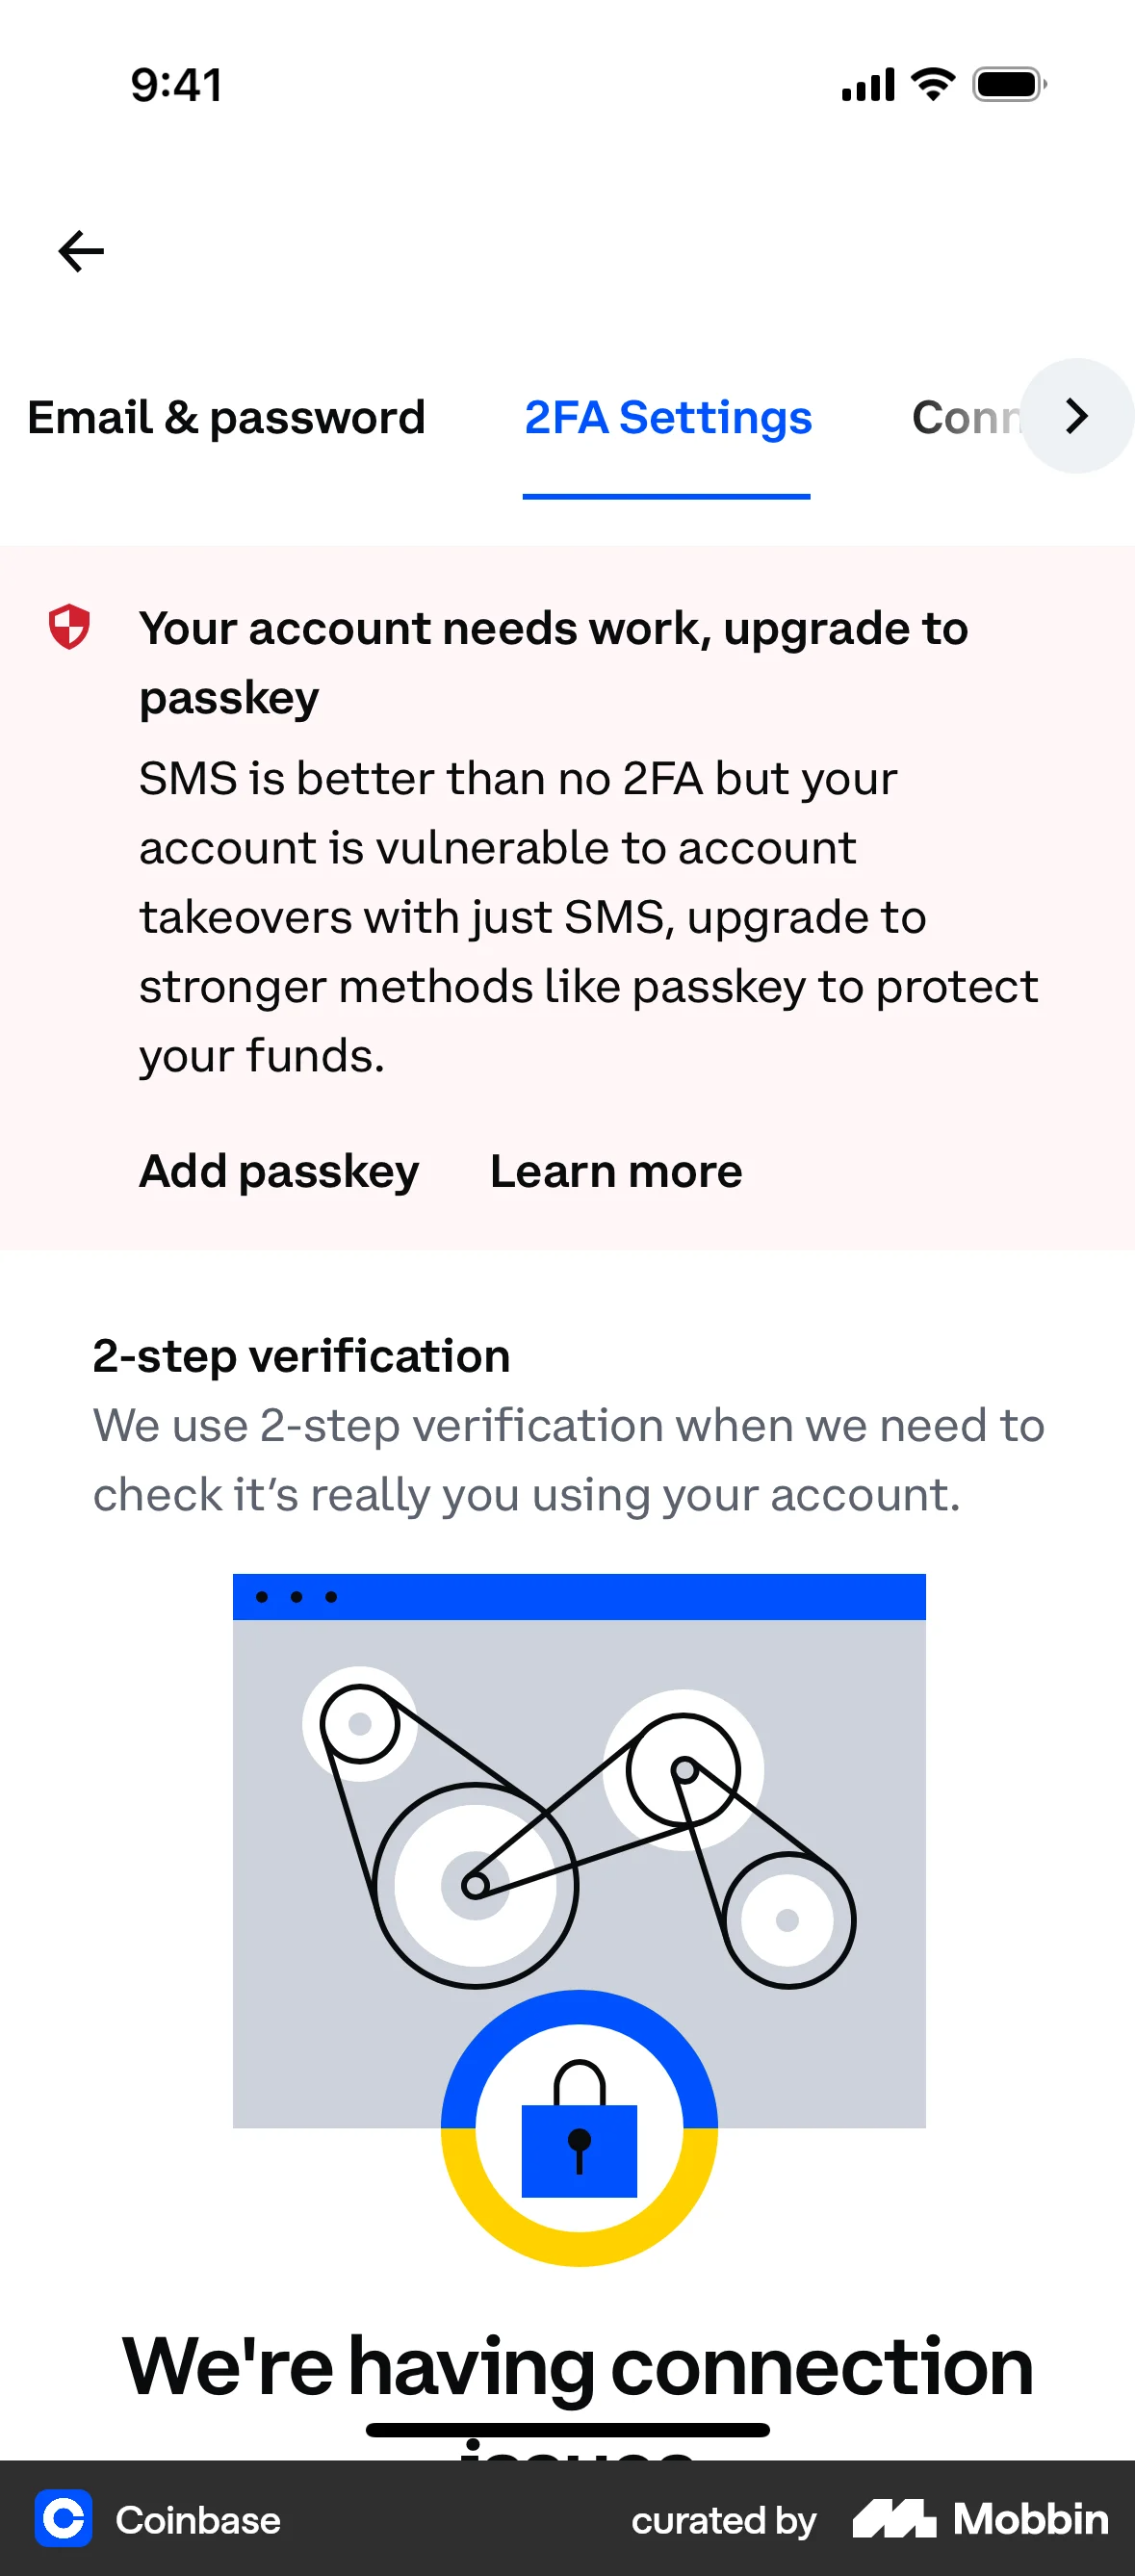 9:41
Email & password 2FA Settings Conn
Your account needs work, upgrade to
passkey
SMS is better than no 2FA but your
account is vulnerable to account
takeovers with just SMS, upgrade to
stronger methods like passkey to protect
your funds.
Add passkey Learn more
2-step verification
We use 2-step verification when we need to
check it’s really you using your account.
We're having connection
issues
Coinbase curated by Mobbin